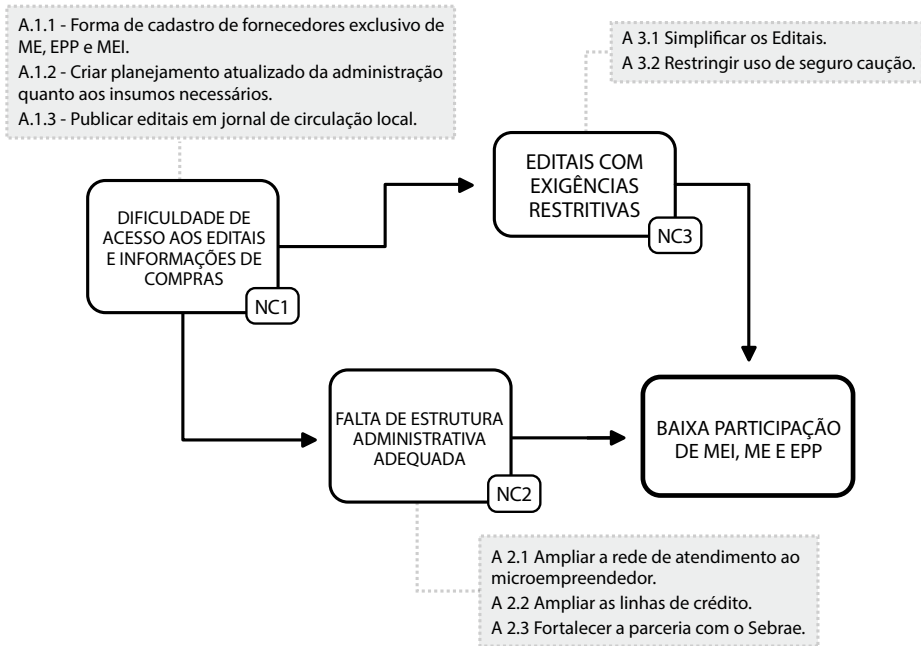 A.1.1 - Forma de cadastro de fornecedores exclusivo de
ME, EPP e MEI.
A.1.2 - Criar planejamento atualizado da administração
quanto aos insumos necessários.
A.1.3 - Publicar editais em jornal de circulação local.
A 3.1 Simplificar os Editais.
A 3.2 Restringir uso de seguro caução.
EDITAIS COM
EXIGÊNCIAS
RESTRITIVAS
NC3
DIFICULDADE DE
ACESSO AOS EDITAIS
E INFORMAÇÕES DE
COMPRAS
NC1
FALTA DE ESTRUTURA
ADMINISTRATIVA
ADEQUADA
NC2
BAIXA PARTICIPAÇÃO
DE MEI, ME E EPP
A 2.1 Ampliar a rede de atendimento ao
microempreendedor.
A 2.2 Ampliar as linhas de crédito.
A 2.3 Fortalecer a parceria com o Sebrae.